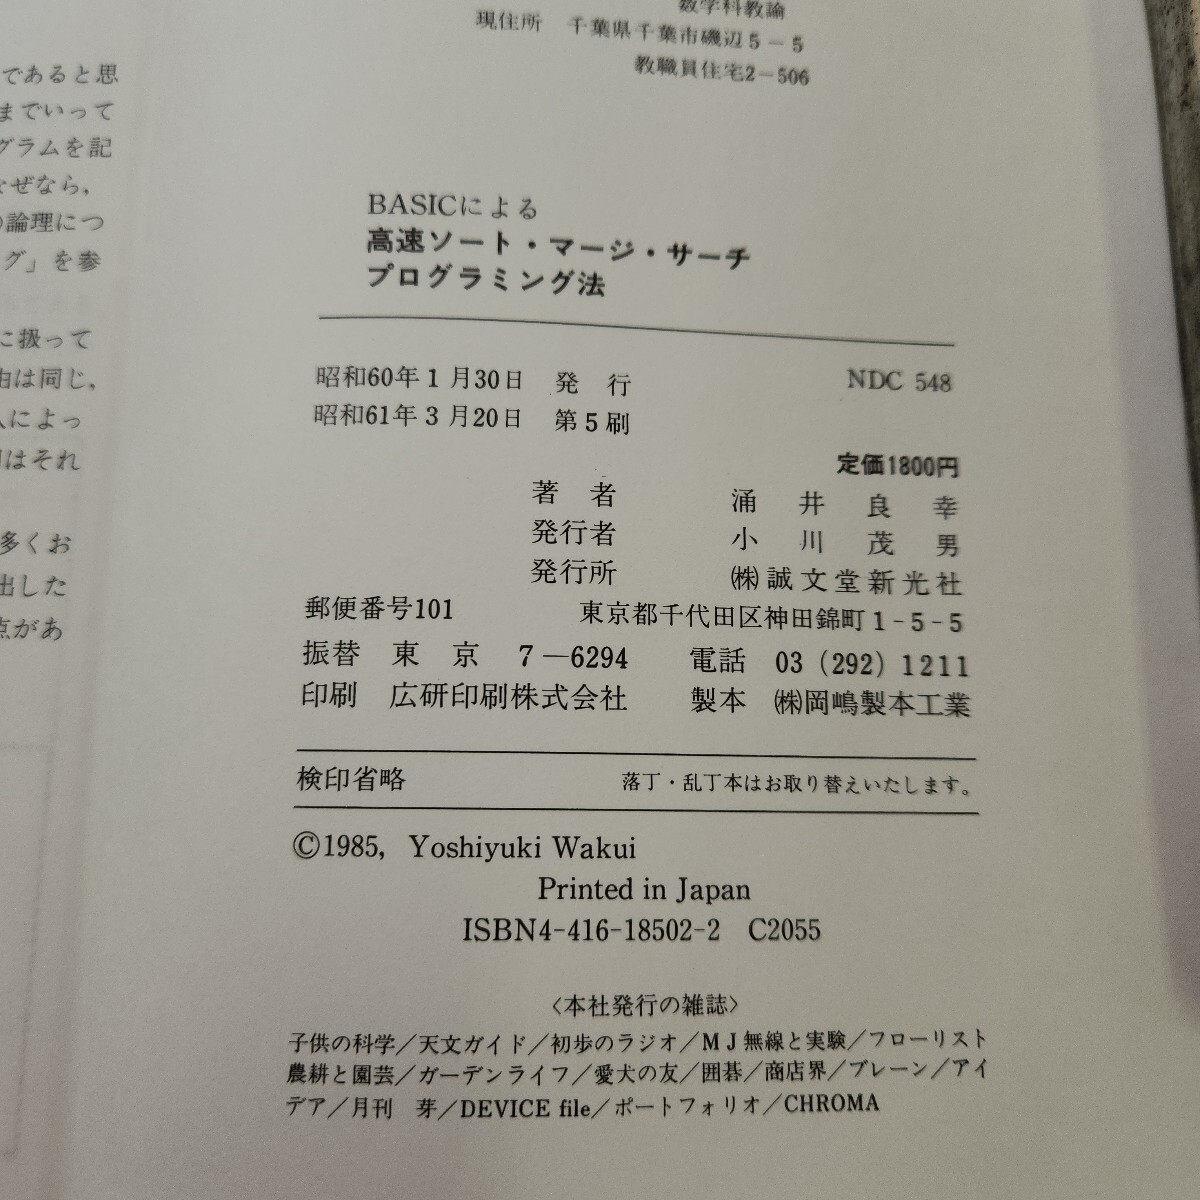 であると思
までいって
グラムを記
なぜなら,
の論理につ
グ」を参
に扱って
由は同じ,
人によっ
はそれ
多くお
出した
点があ
数学科教諭
現住所 千葉県千葉市磯辺5－5
教職員住宅2－506
BASICによる
高速ソート・マージ・サーチ
プログラミング法
昭和60年1月30日 発 行
NDC 548
昭和61年3月20日 第5刷
定価1800円
著 者 涌 井 良 幸
発行者 小 川 茂 男
発行所 ㈱誠文堂新光社
郵便番号101 東京都千代田区神田錦町1-5-5
振替 東 京 7―6294 電話 03 (292) 1211
印刷 広研印刷株式会社 製本 ㈱岡嶋製本工業
検印省略 落丁・乱丁本はお取り替えいたします。
©1985, Yoshiyuki Wakui
Printed in Japan
ISBN4-416-18502-2 C2055
〈本社発行の雑誌〉
子供の科学／天文ガイド／初歩のラジオ／MJ無線と実験／フローリスト
農耕と園芸／ガーデンライフ／愛犬の友／囲碁／商店界／ブレーン／アイ
デア／月刊 芽／DEVICE file／ポートフォリオ／CHROMA